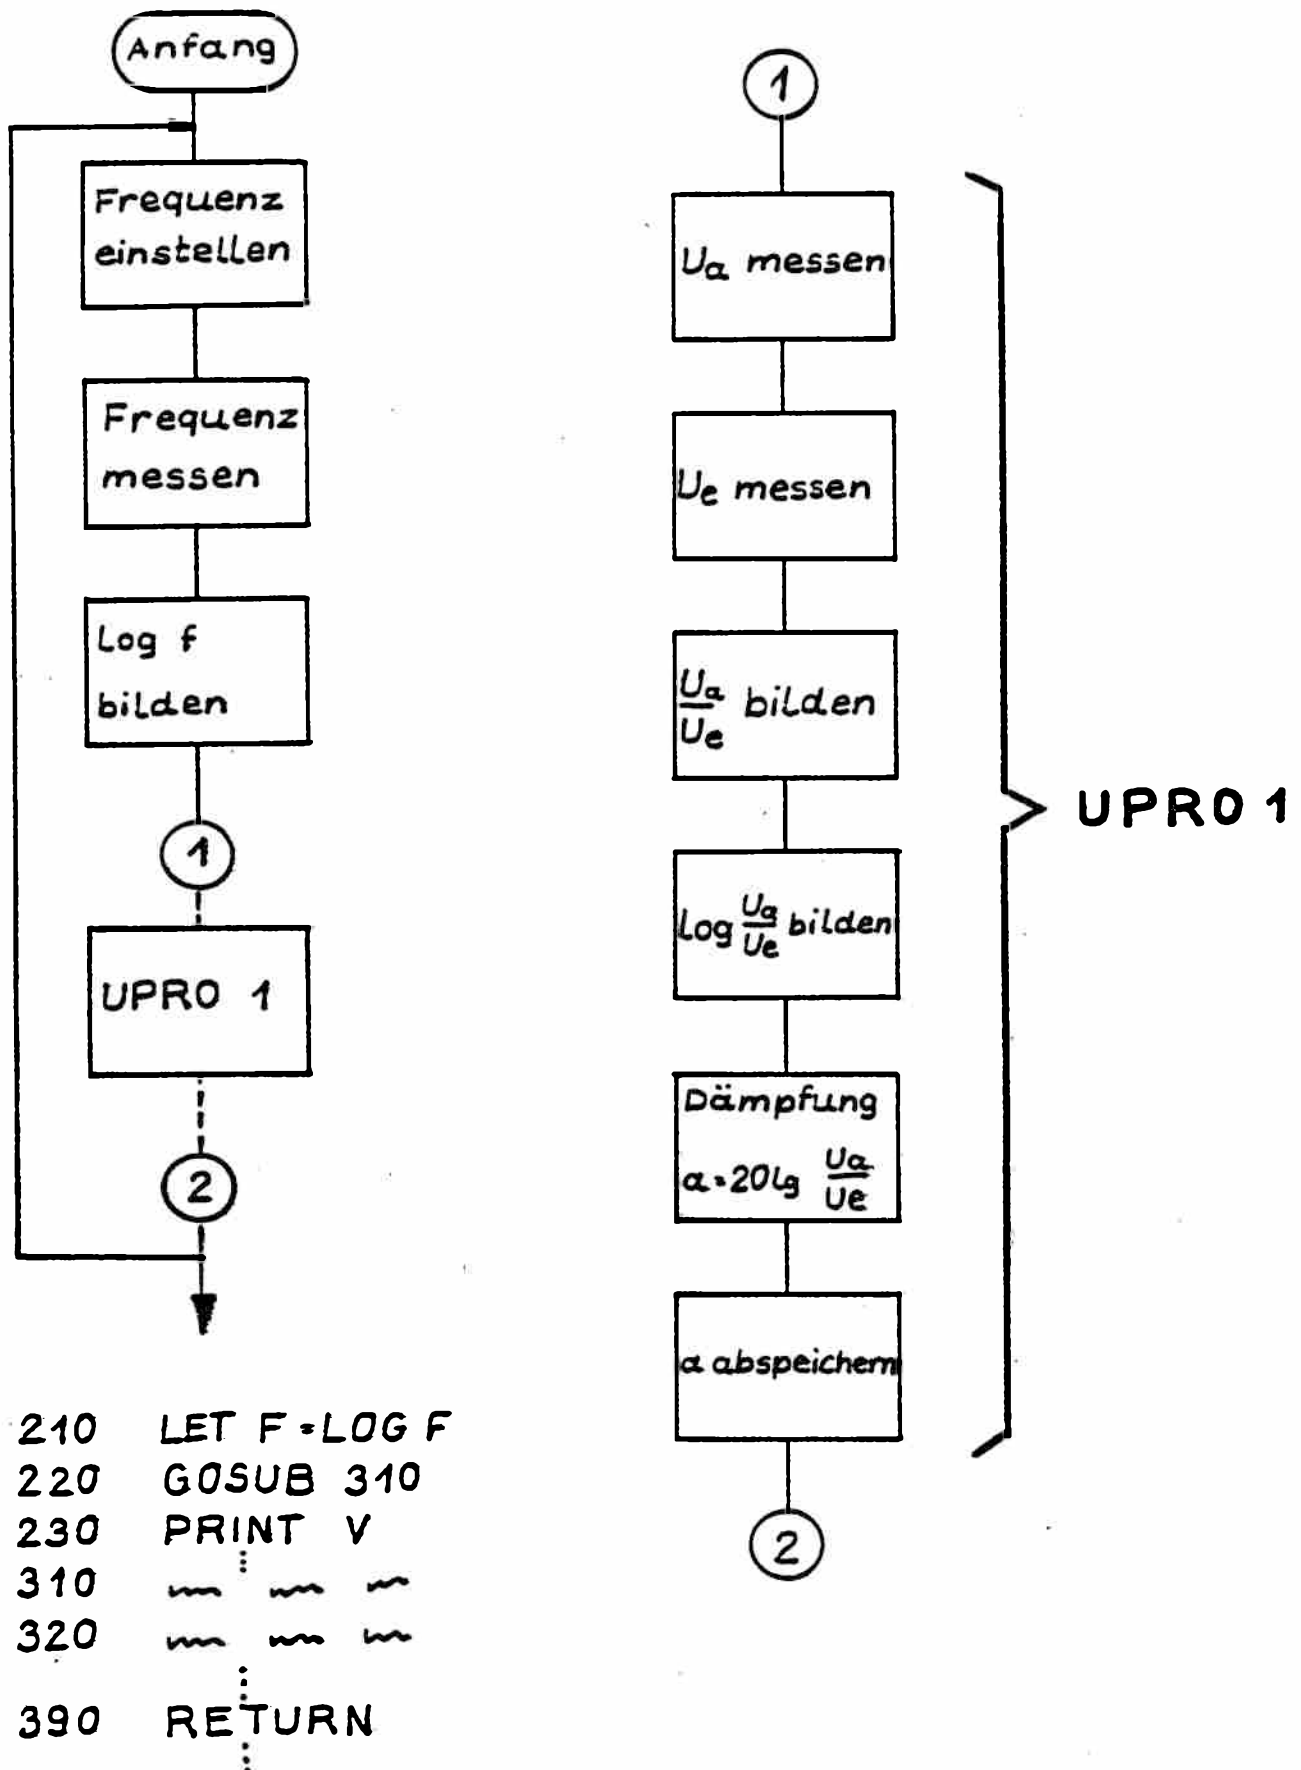 Anfang
Frequenz
einstellen
Frequenz
messen
Log f
bilden
1
UPRO 1
2
210 LET F=LOG F
220 GOSUB 310
230 PRINT V
310
320
390 RETURN
1
Ua messen
Ue messen
Ua
Ue bilden
Log Ua/Ue bilden
Dämpfung
a=20lg Ua/Ue
a abspeichern
2
UPRO 1